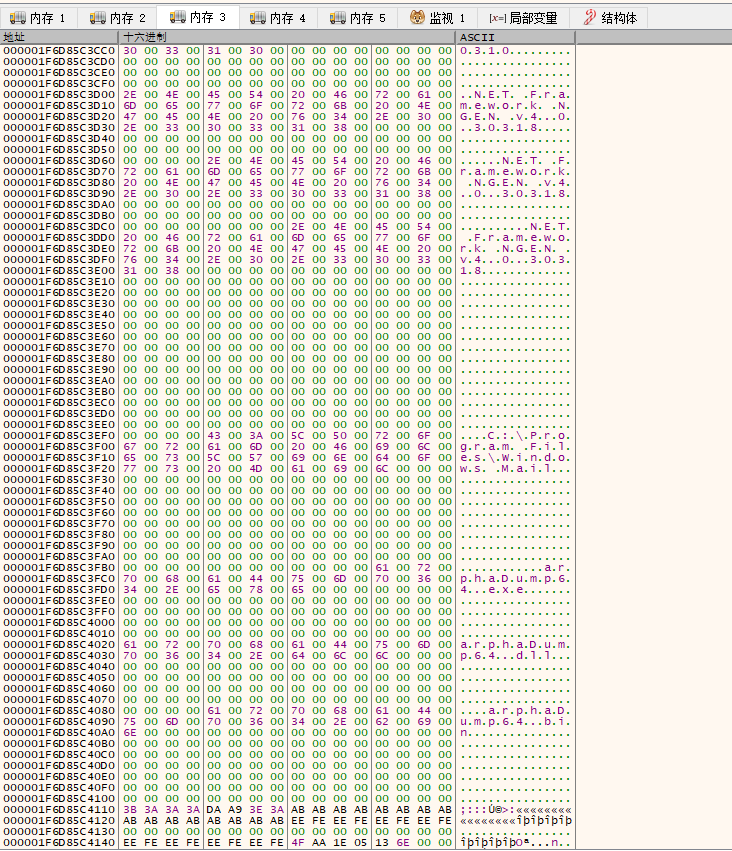 内存 1 内存 2 内存 3 内存 4 内存 5 监视 1 [x=] 局部变量 结构体
地址 十六进制 ASCII
000001F6D85C3CC0 30 00 33 00 31 00 30 00 00 00 00 00 00 00 00 00 0.3.1.0.........
000001F6D85C3CD0 00 00 00 00 00 00 00 00 00 00 00 00 00 00 00 00 ................
000001F6D85C3CE0 00 00 00 00 00 00 00 00 00 00 00 00 00 00 00 00 ................
000001F6D85C3CF0 00 00 00 00 00 00 00 00 00 00 00 00 00 00 00 00 ................
000001F6D85C3D00 2E 00 4E 00 45 00 54 00 20 00 46 00 72 00 61 00 ..N.E.T. .F.r.a.
000001F6D85C3D10 6D 00 65 00 77 00 6F 00 72 00 6B 00 20 00 4E 00 m.e.w.o.r.k. .N.
000001F6D85C3D20 47 00 45 00 4E 00 20 00 76 00 34 00 2E 00 30 00 G.E.N. .v.4...0.
000001F6D85C3D30 2E 00 33 00 30 00 33 00 31 00 38 00 00 00 00 00 ..3.0.3.1.8.....
000001F6D85C3D40 00 00 00 00 00 00 00 00 00 00 00 00 00 00 00 00 ................
000001F6D85C3D50 00 00 00 00 00 00 00 00 00 00 00 00 00 00 00 00 ................
000001F6D85C3D60 00 00 00 00 2E 00 4E 00 45 00 54 00 20 00 46 00 ......N.E.T. .F.
000001F6D85C3D70 72 00 61 00 6D 00 65 00 77 00 6F 00 72 00 6B 00 r.a.m.e.w.o.r.k.
000001F6D85C3D80 20 00 4E 00 47 00 45 00 4E 00 20 00 76 00 34 00  .N.G.E.N. .v.4.
000001F6D85C3D90 2E 00 30 00 2E 00 33 00 30 00 33 00 31 00 38 00 ..0...3.0.3.1.8.
000001F6D85C3DA0 00 00 00 00 00 00 00 00 00 00 00 00 00 00 00 00 ................
000001F6D85C3DB0 00 00 00 00 00 00 00 00 00 00 00 00 00 00 00 00 ................
000001F6D85C3DC0 00 00 00 00 00 00 00 00 2E 00 4E 00 45 00 54 00 ..........N.E.T.
000001F6D85C3DD0 20 00 46 00 72 00 61 00 6D 00 65 00 77 00 6F 00  .F.r.a.m.e.w.o.
000001F6D85C3DE0 72 00 6B 00 20 00 4E 00 47 00 45 00 4E 00 20 00 r.k. .N.G.E.N. .
000001F6D85C3DF0 76 00 34 00 2E 00 30 00 2E 00 33 00 30 00 33 00 v.4...0...3.0.3.
000001F6D85C3E00 31 00 38 00 00 00 00 00 00 00 00 00 00 00 00 00 1.8.............
000001F6D85C3E10 00 00 00 00 00 00 00 00 00 00 00 00 00 00 00 00 ................
000001F6D85C3E20 00 00 00 00 00 00 00 00 00 00 00 00 00 00 00 00 ................
000001F6D85C3E30 00 00 00 00 00 00 00 00 00 00 00 00 00 00 00 00 ................
000001F6D85C3E40 00 00 00 00 00 00 00 00 00 00 00 00 00 00 00 00 ................
000001F6D85C3E50 00 00 00 00 00 00 00 00 00 00 00 00 00 00 00 00 ................
000001F6D85C3E60 00 00 00 00 00 00 00 00 00 00 00 00 00 00 00 00 ................
000001F6D85C3E70 00 00 00 00 00 00 00 00 00 00 00 00 00 00 00 00 ................
000001F6D85C3E80 00 00 00 00 00 00 00 00 00 00 00 00 00 00 00 00 ................
000001F6D85C3E90 00 00 00 00 00 00 00 00 00 00 00 00 00 00 00 00 ................
000001F6D85C3EA0 00 00 00 00 00 00 00 00 00 00 00 00 00 00 00 00 ................
000001F6D85C3EB0 00 00 00 00 00 00 00 00 00 00 00 00 00 00 00 00 ................
000001F6D85C3EC0 00 00 00 00 00 00 00 00 00 00 00 00 00 00 00 00 ................
000001F6D85C3ED0 00 00 00 00 00 00 00 00 00 00 00 00 00 00 00 00 ................
000001F6D85C3EE0 00 00 00 00 00 00 00 00 00 00 00 00 00 00 00 00 ................
000001F6D85C3EF0 00 00 00 00 43 00 3A 00 5C 00 50 00 72 00 6F 00 ....C.:.\.P.r.o.
000001F6D85C3F00 67 00 72 00 61 00 6D 00 20 00 46 00 69 00 6C 00 g.r.a.m. .F.i.l.
000001F6D85C3F10 65 00 73 00 5C 00 57 00 69 00 6E 00 64 00 6F 00 e.s.\.W.i.n.d.o.
000001F6D85C3F20 77 00 73 00 20 00 4D 00 61 00 69 00 6C 00 00 00 w.s. .M.a.i.l...
000001F6D85C3F30 00 00 00 00 00 00 00 00 00 00 00 00 00 00 00 00 ................
000001F6D85C3F40 00 00 00 00 00 00 00 00 00 00 00 00 00 00 00 00 ................
000001F6D85C3F50 00 00 00 00 00 00 00 00 00 00 00 00 00 00 00 00 ................
000001F6D85C3F60 00 00 00 00 00 00 00 00 00 00 00 00 00 00 00 00 ................
000001F6D85C3F70 00 00 00 00 00 00 00 00 00 00 00 00 00 00 00 00 ................
000001F6D85C3F80 00 00 00 00 00 00 00 00 00 00 00 00 00 00 00 00 ................
000001F6D85C3F90 00 00 00 00 00 00 00 00 00 00 00 00 00 00 00 00 ................
000001F6D85C3FA0 00 00 00 00 00 00 00 00 00 00 00 00 00 00 00 00 ................
000001F6D85C3FB0 00 00 00 00 00 00 00 00 00 00 00 00 61 00 72 00 ............a.r.
000001F6D85C3FC0 70 00 68 00 61 00 44 00 75 00 6D 00 70 00 36 00 p.h.a.D.u.m.p.6.
000001F6D85C3FD0 34 00 2E 00 65 00 78 00 65 00 00 00 00 00 00 00 4...e.x.e.......
000001F6D85C3FE0 00 00 00 00 00 00 00 00 00 00 00 00 00 00 00 00 ................
000001F6D85C3FF0 00 00 00 00 00 00 00 00 00 00 00 00 00 00 00 00 ................
000001F6D85C4000 00 00 00 00 00 00 00 00 00 00 00 00 00 00 00 00 ................
000001F6D85C4010 00 00 00 00 00 00 00 00 00 00 00 00 00 00 00 00 ................
000001F6D85C4020 61 00 72 00 70 00 68 00 61 00 44 00 75 00 6D 00 a.r.p.h.a.D.u.m.
000001F6D85C4030 70 00 36 00 34 00 2E 00 64 00 6C 00 6C 00 00 00 p.6.4...d.l.l...
000001F6D85C4040 00 00 00 00 00 00 00 00 00 00 00 00 00 00 00 00 ................
000001F6D85C4050 00 00 00 00 00 00 00 00 00 00 00 00 00 00 00 00 ................
000001F6D85C4060 00 00 00 00 00 00 00 00 00 00 00 00 00 00 00 00 ................
000001F6D85C4070 00 00 00 00 00 00 00 00 00 00 00 00 00 00 00 00 ................
000001F6D85C4080 00 00 00 00 61 00 72 00 70 00 68 00 61 00 44 00 ....a.r.p.h.a.D.
000001F6D85C4090 75 00 6D 00 70 00 36 00 34 00 2E 00 62 00 69 00 u.m.p.6.4...b.i.
000001F6D85C40A0 6E 00 00 00 00 00 00 00 00 00 00 00 00 00 00 00 n...............
000001F6D85C40B0 00 00 00 00 00 00 00 00 00 00 00 00 00 00 00 00 ................
000001F6D85C40C0 00 00 00 00 00 00 00 00 00 00 00 00 00 00 00 00 ................
000001F6D85C40D0 00 00 00 00 00 00 00 00 00 00 00 00 00 00 00 00 ................
000001F6D85C40E0 00 00 00 00 00 00 00 00 00 00 00 00 00 00 00 00 ................
000001F6D85C40F0 00 00 00 00 00 00 00 00 00 00 00 00 00 00 00 00 ................
000001F6D85C4100 00 00 00 00 00 00 00 00 00 00 00 00 00 00 00 00 ................
000001F6D85C4110 3B 3A 3A 3A DA A9 3E 3A AB AB AB AB AB AB AB AB ;:::Ú©>:««««««««
000001F6D85C4120 AB AB AB AB AB AB AB AB EE FE EE FE EE FE EE FE ««««««««îþîþîþîþ
000001F6D85C4130 00 00 00 00 00 00 00 00 00 00 00 00 00 00 00 00 ................
000001F6D85C4140 EE FE EE FE EE FE EE FE 4F AA 1E 05 13 6E 00 00 îþîþîþîþOª...n..